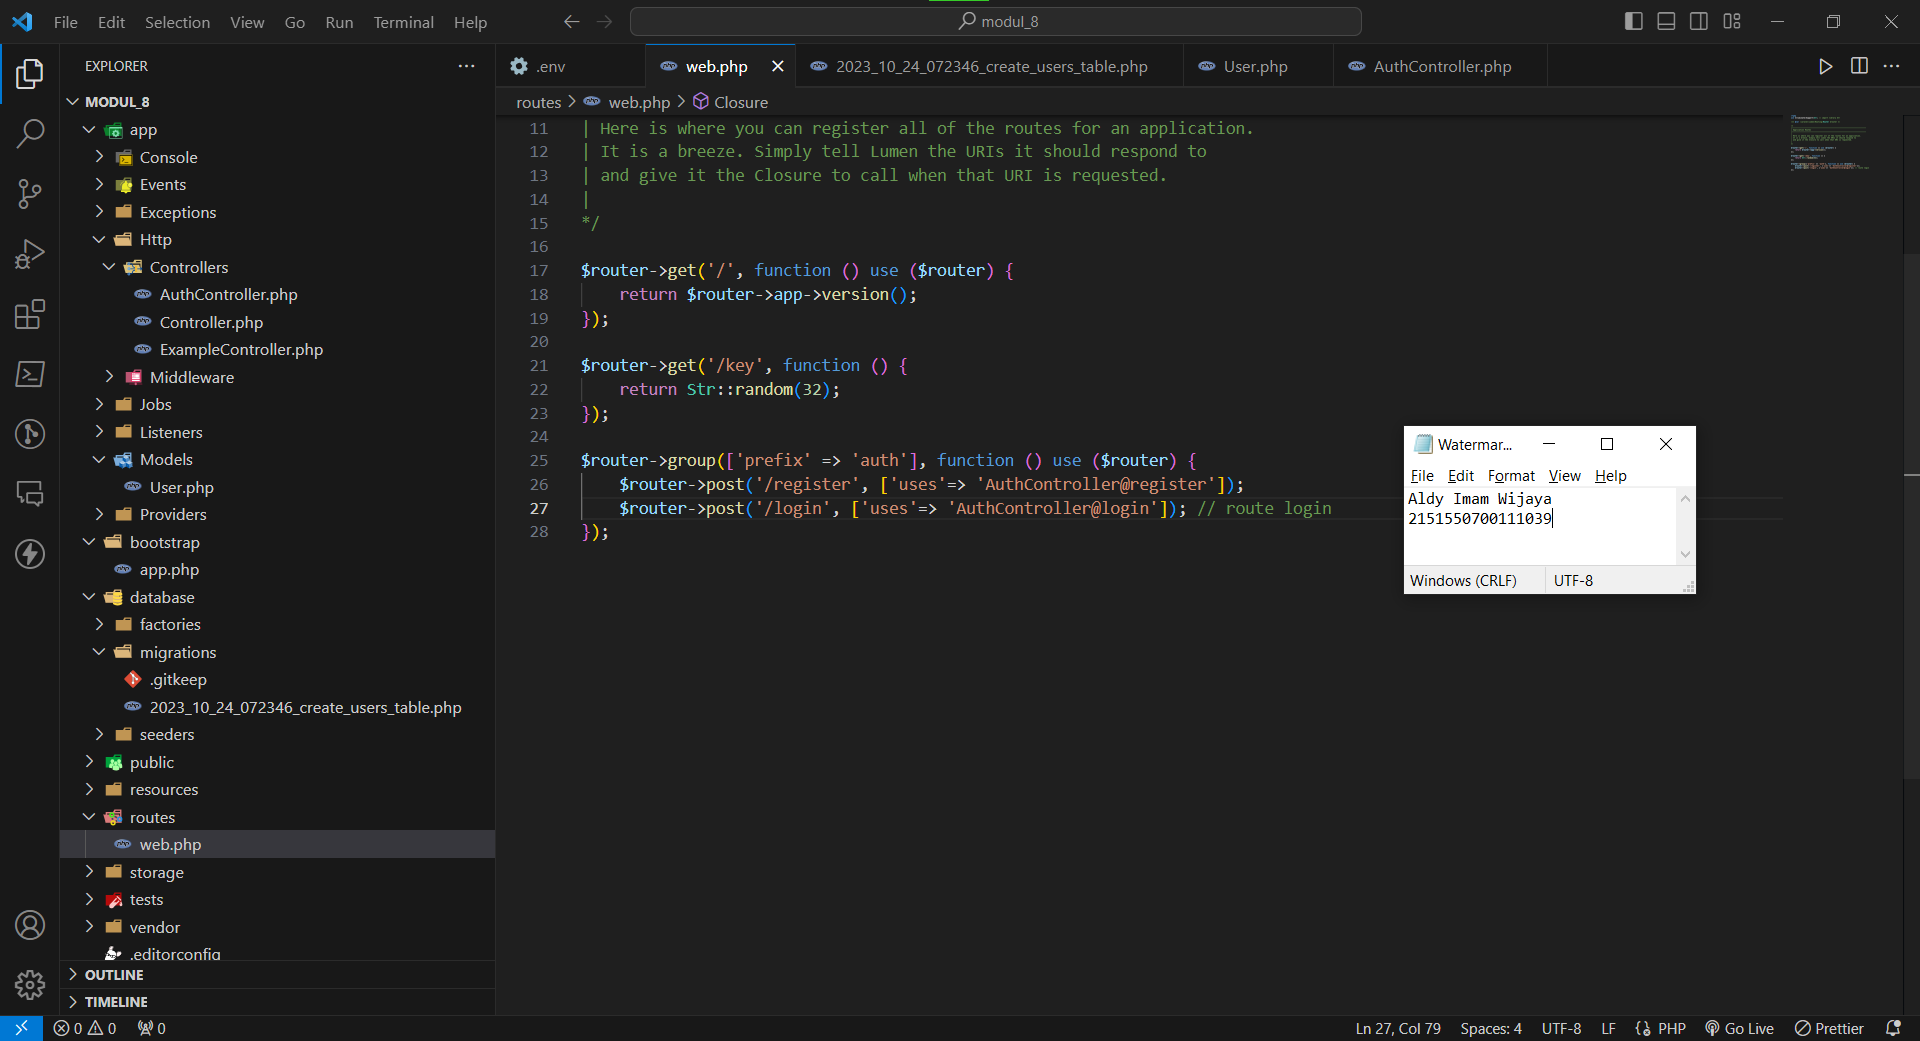 File Edit Selection View Go Run Terminal Help
modul_8
EXPLORER
MODUL_8
app
Console
Events
Exceptions
Http
Controllers
AuthController.php
Controller.php
ExampleController.php
Middleware
Jobs
Listeners
Models
User.php
Providers
bootstrap
app.php
database
factories
migrations
.gitkeep
2023_10_24_072346_create_users_table.php
seeders
public
resources
routes
web.php
storage
tests
vendor
.editorconfig
OUTLINE
TIMELINE
.env web.php 2023_10_24_072346_create_users_table.php User.php AuthController.php
routes > web.php > Closure
11 | Here is where you can register all of the routes for an application.
12 | It is a breeze. Simply tell Lumen the URIs it should respond to
13 | and give it the Closure to call when that URI is requested.
14 |
15 */
16
17 $router->get('/', function () use ($router) {
18     return $router->app->version();
19 });
20
21 $router->get('/key', function () {
22     return Str::random(32);
23 });
24
25 $router->group(['prefix' => 'auth'], function () use ($router) {
26     $router->post('/register', ['uses'=> 'AuthController@register']);
27     $router->post('/login', ['uses'=> 'AuthController@login']); // route login
28 });
Watermar...
File Edit Format View Help
Aldy Imam Wijaya
2151550700111039
Windows (CRLF) UTF-8
0 0 0
Ln 27, Col 79 Spaces: 4 UTF-8 LF PHP Go Live Prettier